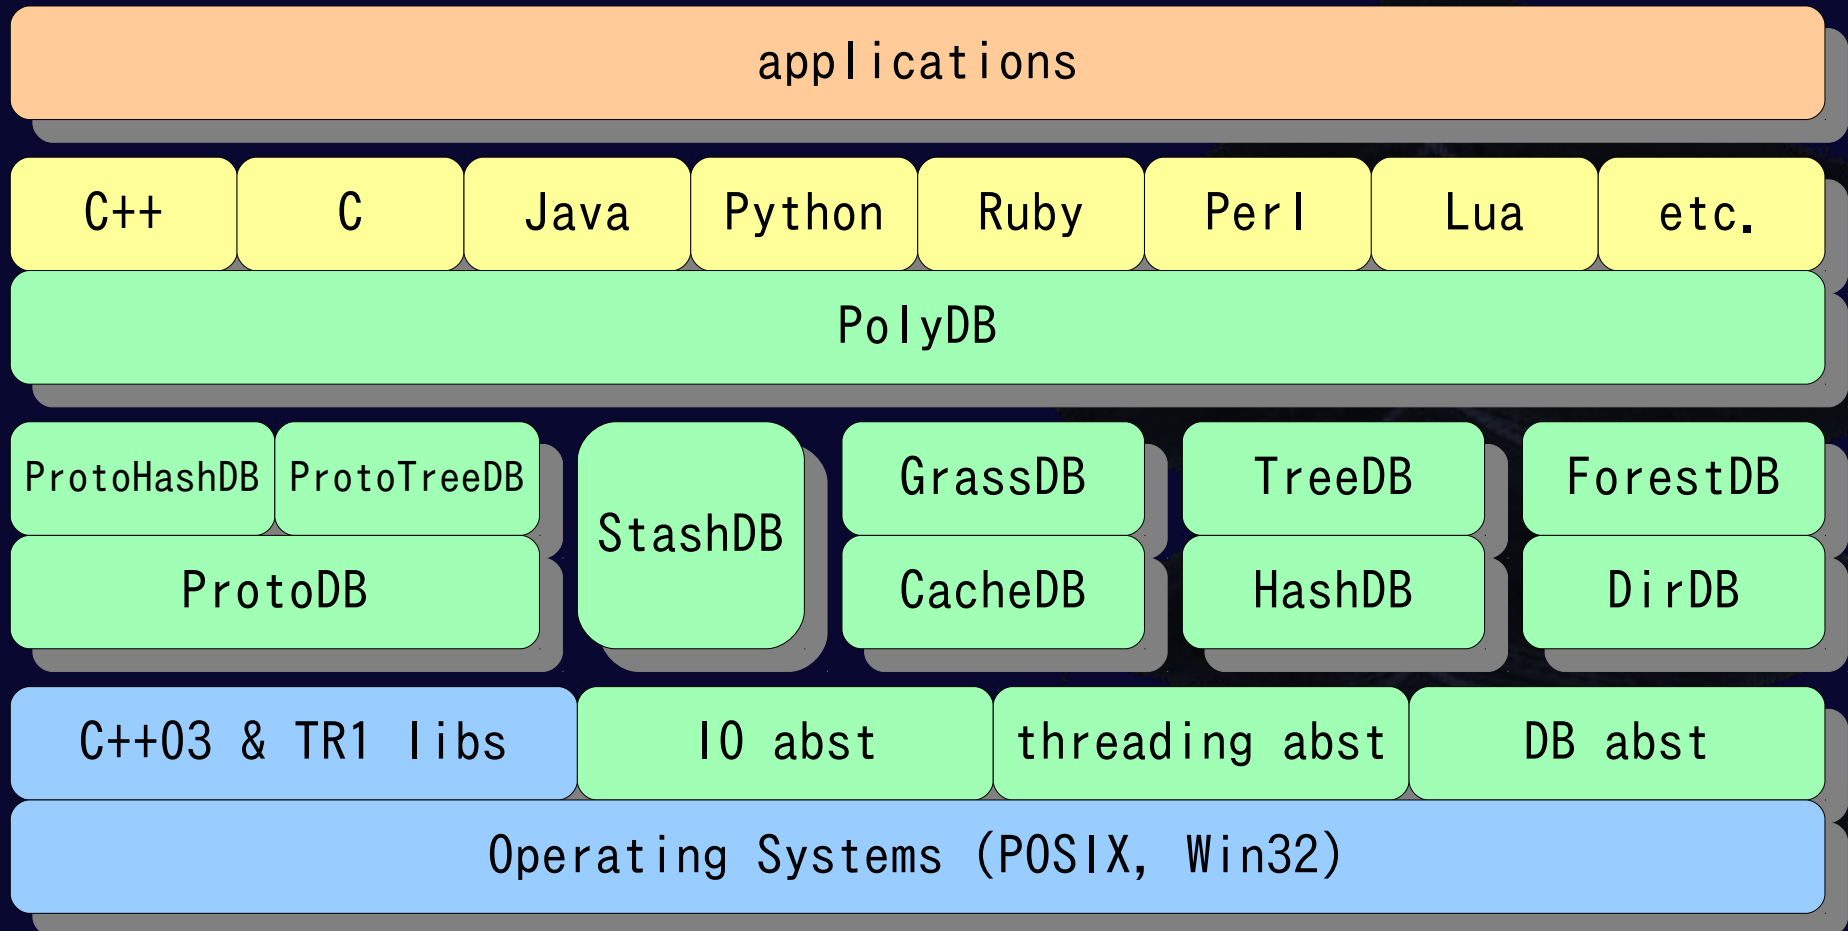 applications
C++ C Java Python Ruby Perl Lua etc.
PolyDB
ProtoHashDB ProtoTreeDB StashDB GrassDB TreeDB ForestDB
ProtoDB CacheDB HashDB DirDB
C++03 & TR1 libs IO abst threading abst DB abst
Operating Systems (POSIX, Win32)